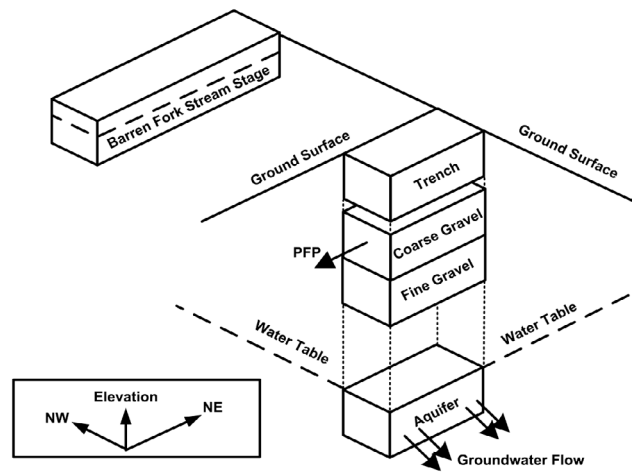 Barren Fork Stream Stage
Ground Surface
Ground Surface
Trench
Coarse Gravel
PFP
Fine Gravel
Water Table
Water Table
Elevation
NW
NE
Aquifer
Groundwater Flow